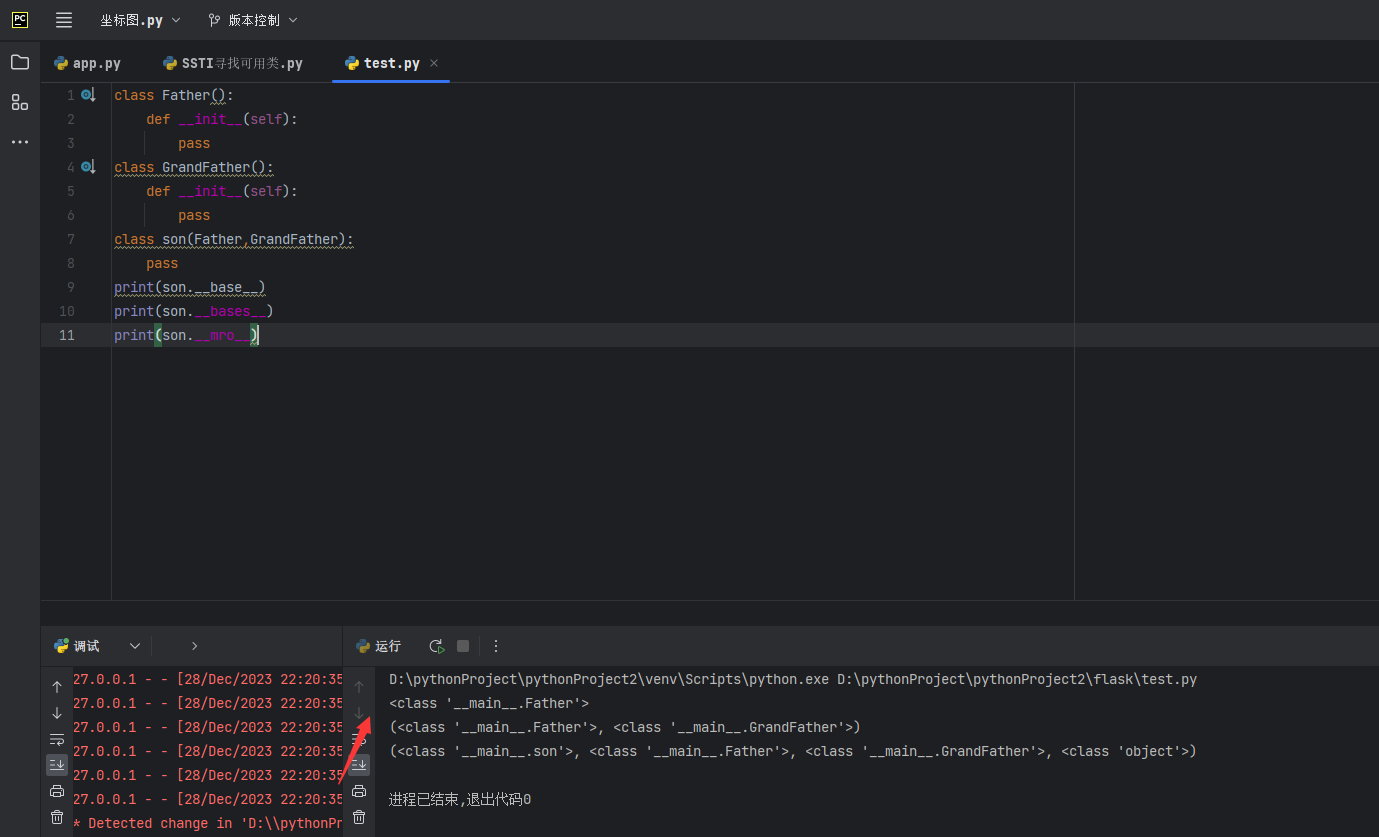 PC 坐标图.py 版本控制
app.py SSTI寻找可用类.py test.py
1 class Father():
2 def __init__(self):
3 pass
4 class GrandFather():
5 def __init__(self):
6 pass
7 class son(Father,GrandFather):
8 pass
9 print(son.__base__)
10 print(son.__bases__)
11 print(son.__mro__)
调试
27.0.0.1 - - [28/Dec/2023 22:20:35
27.0.0.1 - - [28/Dec/2023 22:20:35
27.0.0.1 - - [28/Dec/2023 22:20:35
27.0.0.1 - - [28/Dec/2023 22:20:35
27.0.0.1 - - [28/Dec/2023 22:20:35
27.0.0.1 - - [28/Dec/2023 22:20:35
* Detected change in 'D:\\pythonPr
运行
D:\pythonProject\pythonProject2\venv\Scripts\python.exe D:\pythonProject\pythonProject2\flask\test.py
<class '__main__.Father'>
(<class '__main__.Father'>, <class '__main__.GrandFather'>)
(<class '__main__.son'>, <class '__main__.Father'>, <class '__main__.GrandFather'>, <class 'object'>)
进程已结束,退出代码0